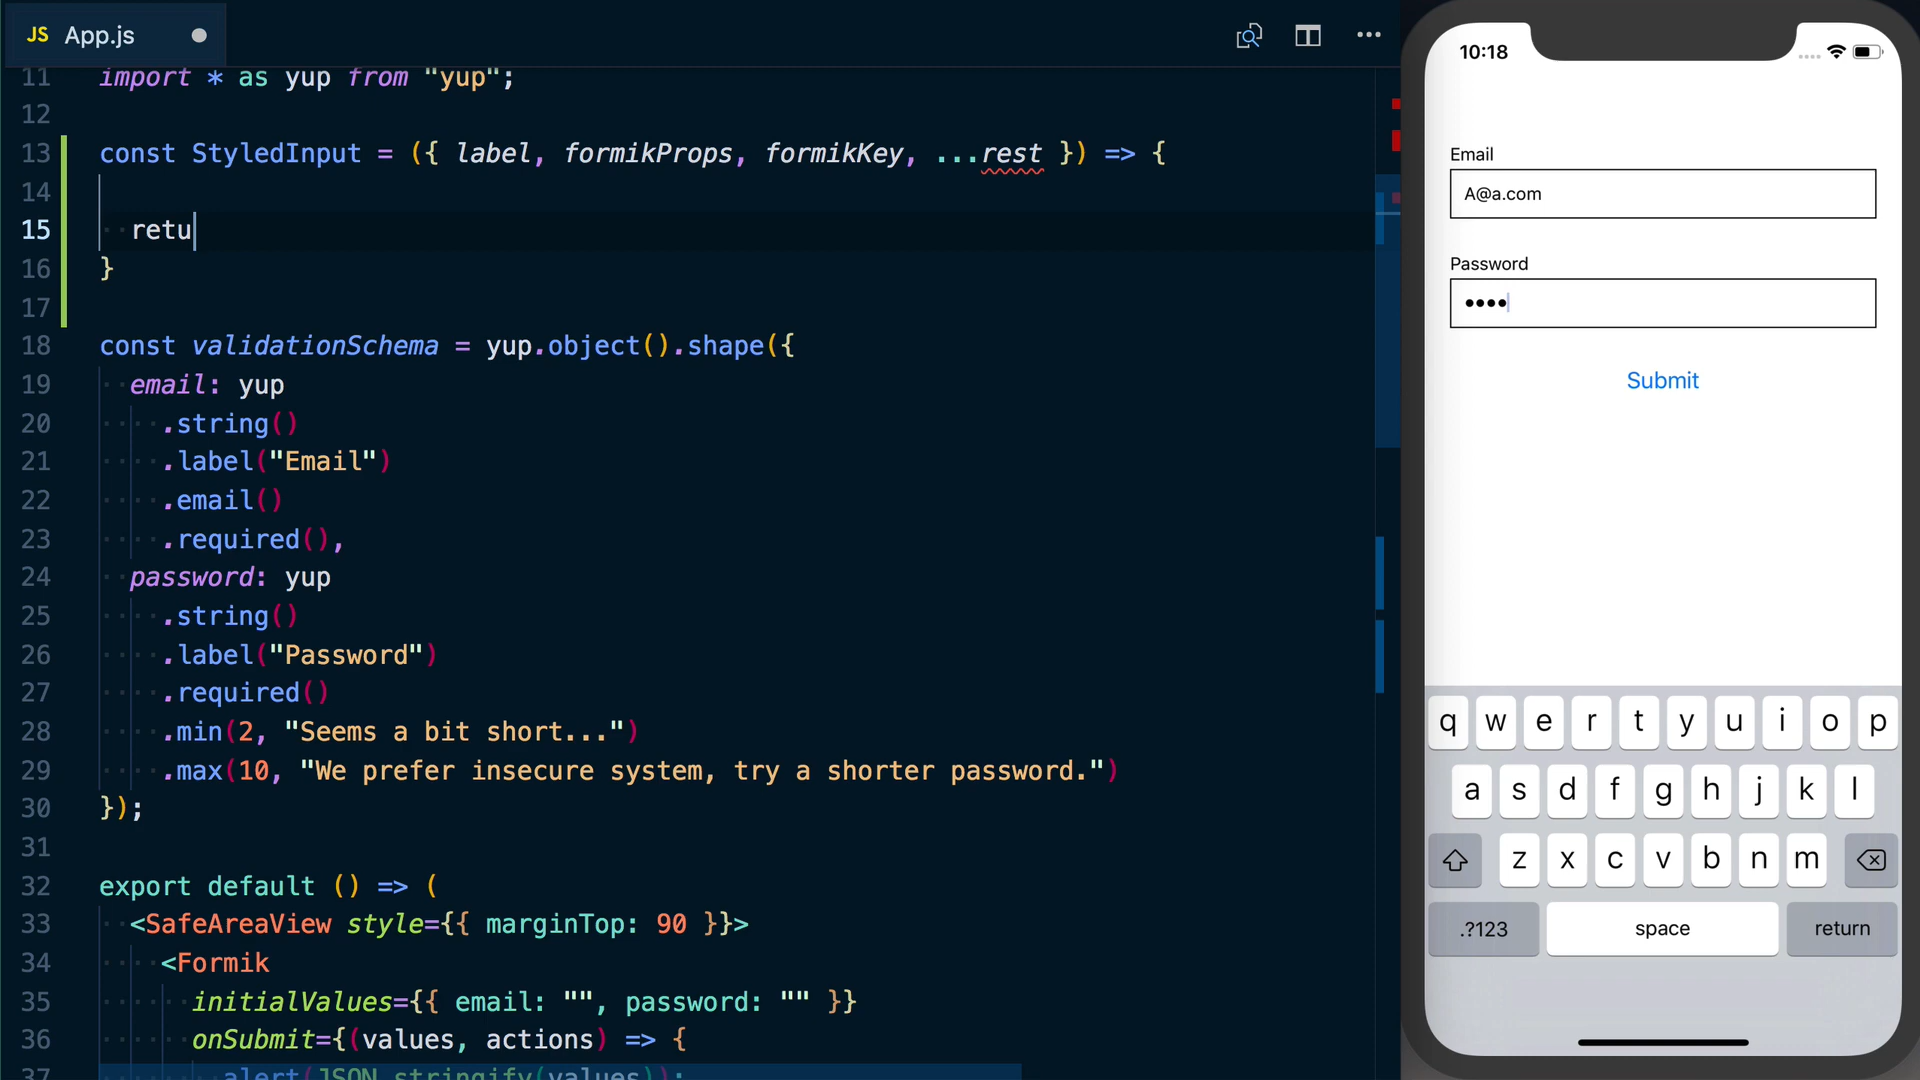 JS App.js
11 import * as yup from "yup";
12
13 const StyledInput = ({ label, formikProps, formikKey, ...rest }) => {
14
15 retu
16 }
17
18 const validationSchema = yup.object().shape({
19 email: yup
20 .string()
21 .label("Email")
22 .email()
23 .required(),
24 password: yup
25 .string()
26 .label("Password")
27 .required()
28 .min(2, "Seems a bit short...")
29 .max(10, "We prefer insecure system, try a shorter password.")
30 });
31
32 export default () => (
33 <SafeAreaView style={{ marginTop: 90 }}>
34 <Formik
35 initialValues={{ email: "", password: "" }}
36 onSubmit={(values, actions) => {
37 alert(JSON.stringify(values));
10:18
Email
A@a.com
Password
••••
Submit
q w e r t y u i o p
a s d f g h j k l
z x c v b n m
.?123 space return